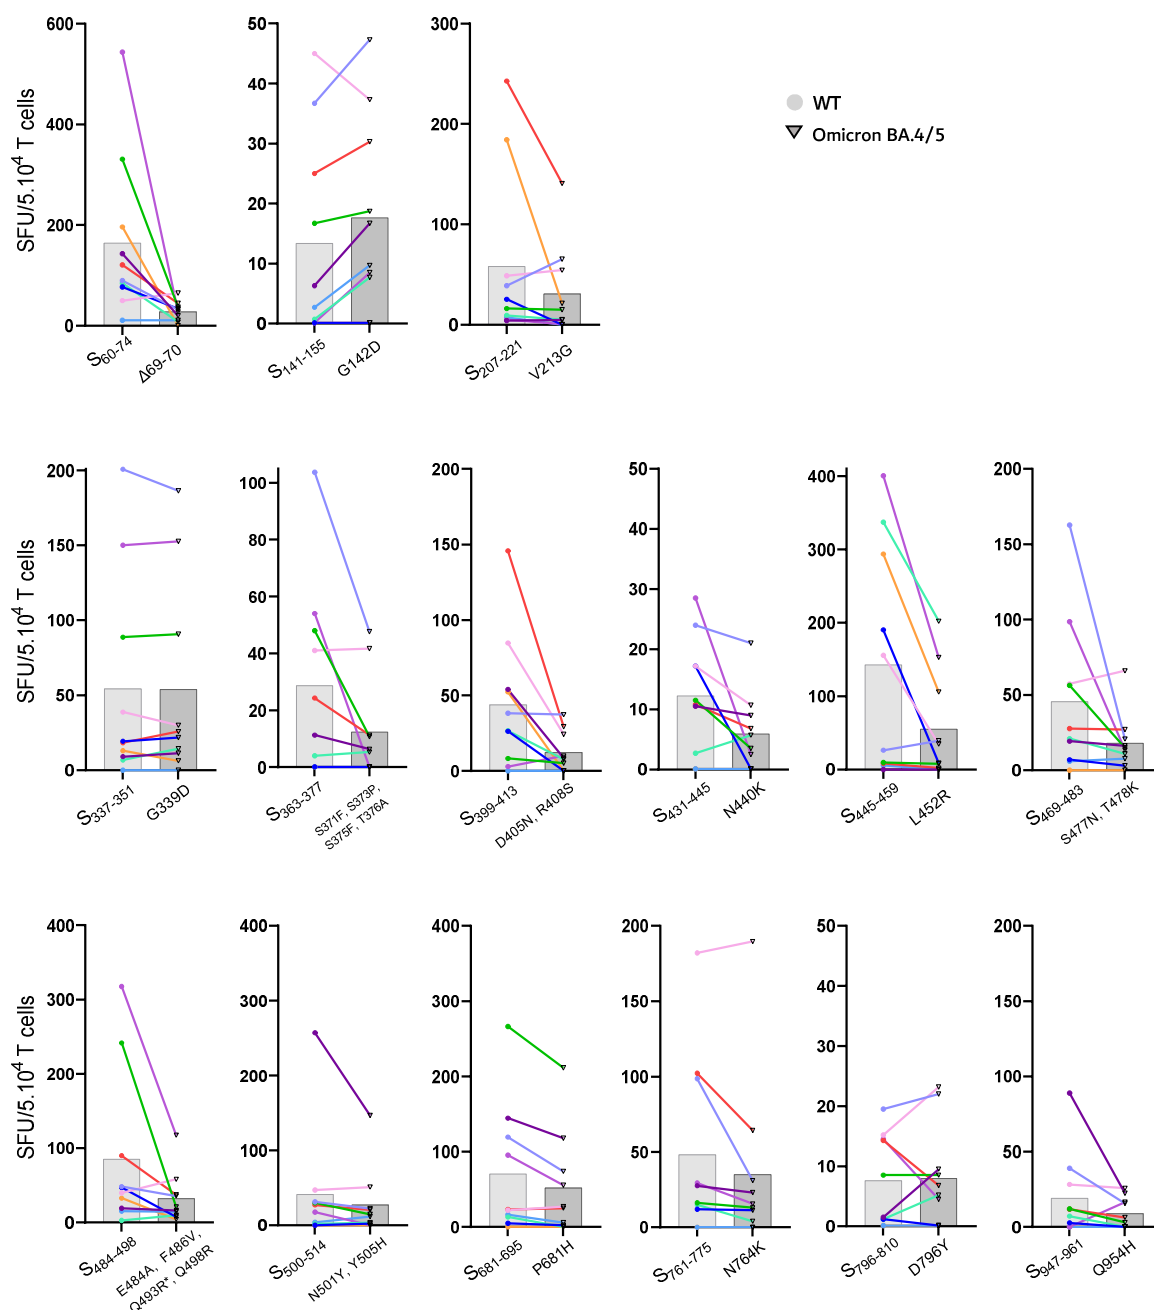 600
400
200
0
SFU/5.10⁴ T cells
S60-74
Δ69-70
50
40
30
20
10
0
S141-155
G142D
300
200
100
0
S207-221
V213G
WT
Omicron BA.4/5
200
150
100
50
0
SFU/5.10⁴ T cells
S337-351
G339D
100
80
60
40
20
0
S363-377
S371F, S373P,
S375F, T376A
200
150
100
50
0
S399-413
D405N, R408S
50
40
30
20
10
0
S431-445
N440K
400
300
200
100
0
S445-459
L452R
200
150
100
50
0
S469-483
S477N, T478K
400
300
200
100
0
SFU/5.10⁴ T cells
S484-498
E484A, F486V,
Q493R*, Q498R
400
300
200
100
0
S500-514
N501Y, Y505H
400
300
200
100
0
S681-695
P681H
200
150
100
50
0
S761-775
N764K
50
40
30
20
10
0
S796-810
D796Y
200
150
100
50
0
S947-961
Q954H